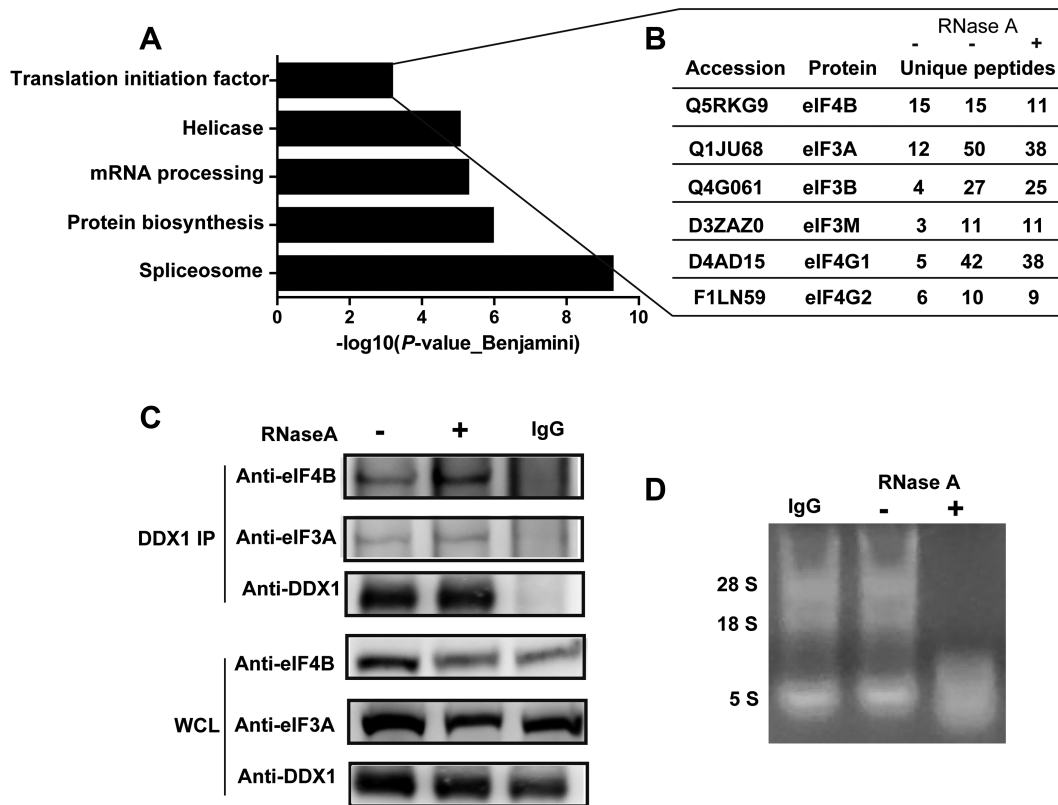 A
Translation initiation factor
Helicase
mRNA processing
Protein biosynthesis
Spliceosome
0 2 4 6 8 10
-log10(P-value_Benjamini)
B
RNase A
- - +
Accession Protein Unique peptides
Q5RKG9 eIF4B 15 15 11
Q1JU68 eIF3A 12 50 38
Q4G061 eIF3B 4 27 25
D3ZAZ0 eIF3M 3 11 11
D4AD15 eIF4G1 5 42 38
F1LN59 eIF4G2 6 10 9
C
RNaseA - + IgG
DDX1 IP
Anti-eIF4B
Anti-eIF3A
Anti-DDX1
WCL
Anti-eIF4B
Anti-eIF3A
Anti-DDX1
D
RNase A
IgG - +
28 S
18 S
5 S